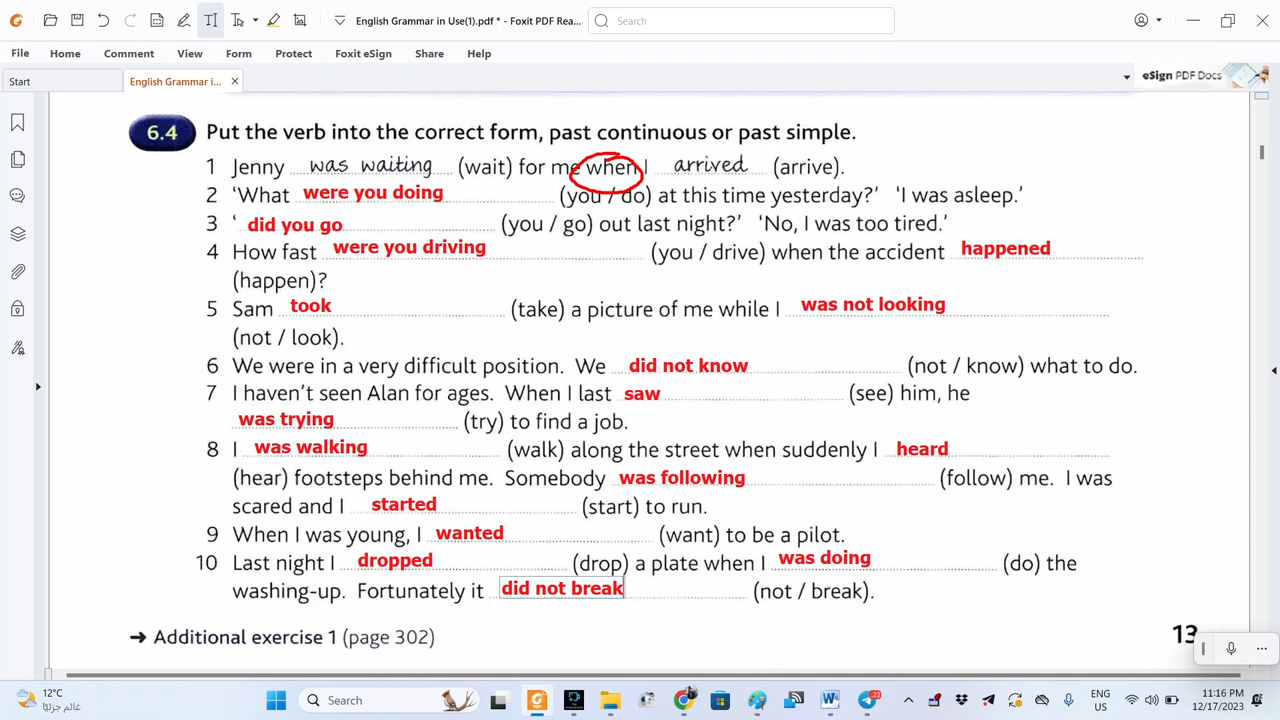 English Grammar in Use(1).pdf * - Foxit PDF Rea...
Search
File Home Comment View Form Protect Foxit eSign Share Help
Start
English Grammar i...
eSign PDF Docs
6.4 Put the verb into the correct form, past continuous or past simple.
1 Jenny was waiting (wait) for me when I arrived (arrive).
2 ‘What were you doing (you / do) at this time yesterday?’ ‘I was asleep.’
3 ‘ did you go (you / go) out last night?’ ‘No, I was too tired.’
4 How fast were you driving (you / drive) when the accident happened
(happen)?
5 Sam took (take) a picture of me while I was not looking
(not / look).
6 We were in a very difficult position. We did not know (not / know) what to do.
7 I haven’t seen Alan for ages. When I last saw (see) him, he
was trying (try) to find a job.
8 I was walking (walk) along the street when suddenly I heard
(hear) footsteps behind me. Somebody was following (follow) me. I was
scared and I started (start) to run.
9 When I was young, I wanted (want) to be a pilot.
10 Last night I dropped (drop) a plate when I was doing (do) the
washing-up. Fortunately it did not break (not / break).
➜ Additional exercise 1 (page 302)
13
12°C
غائم جزئيًا
Search
22
ENG
US
11:16 PM
12/17/2023